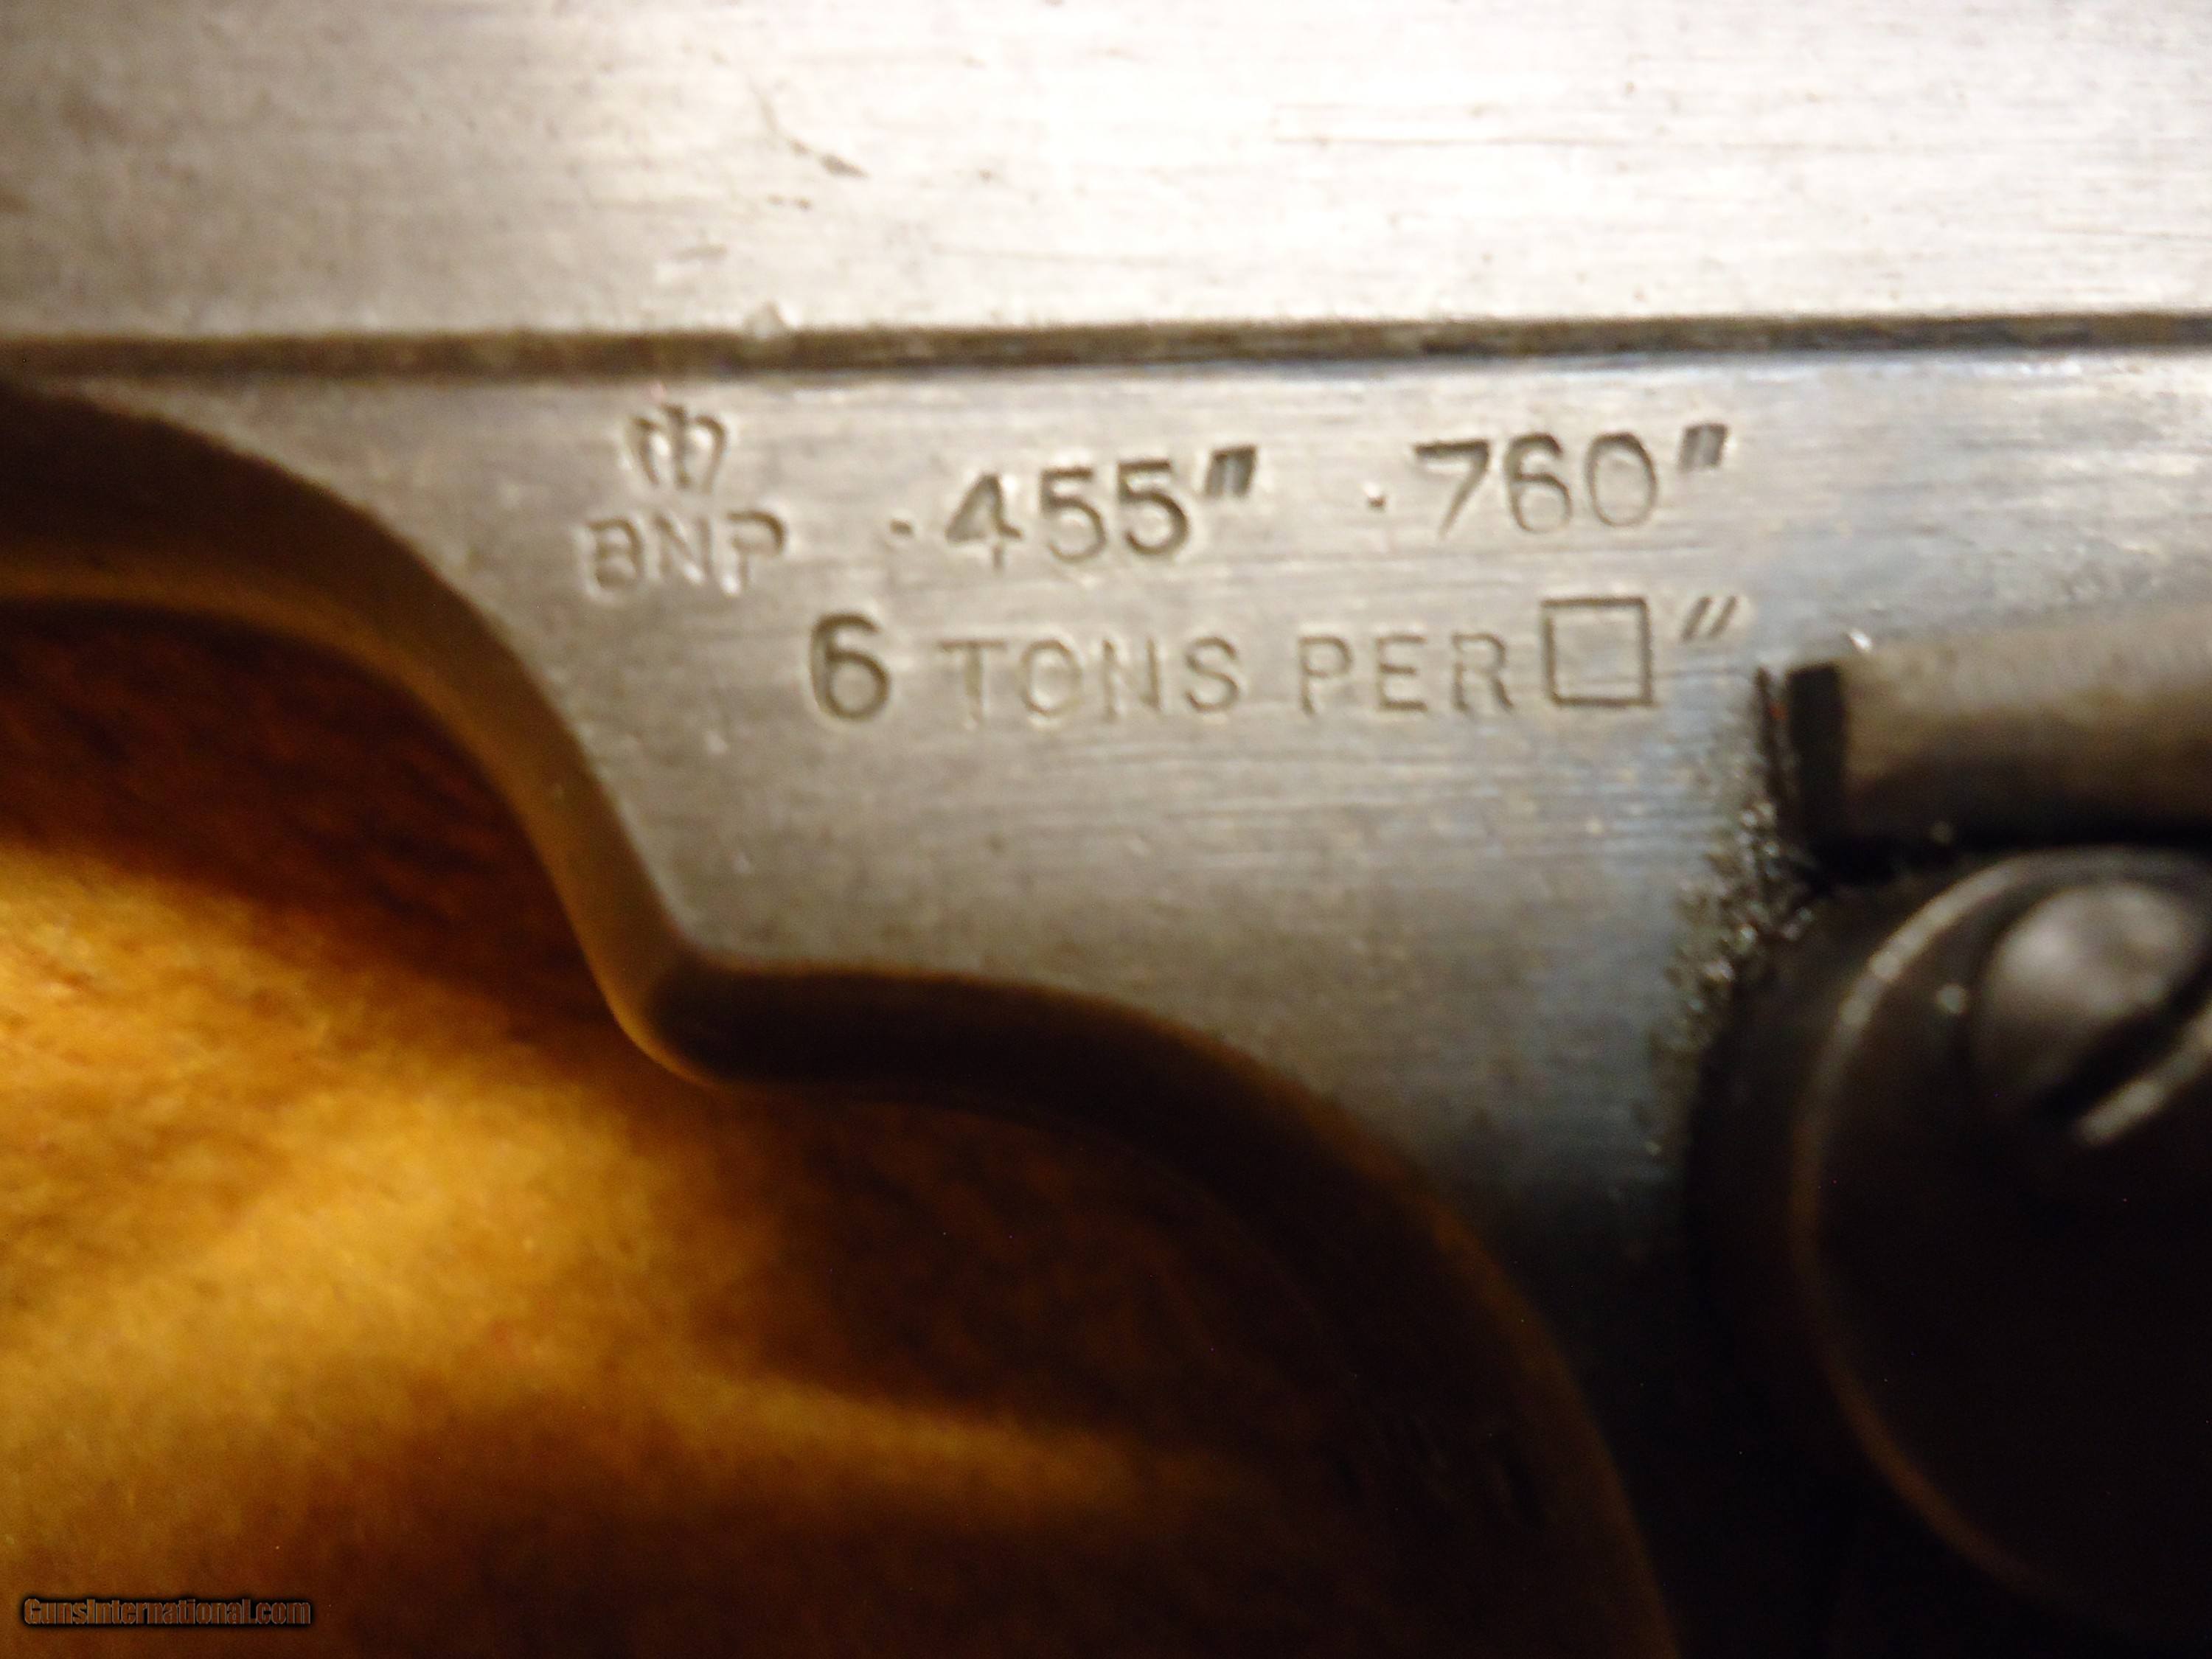 BNP .455" .760"
6 TONS PER □"
GunsInternational.com